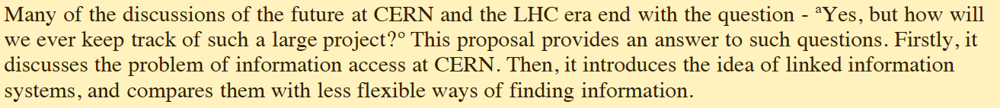 Many of the discussions of the future at CERN and the LHC era end with the question - ªYes, but how will
we ever keep track of such a large project?º This proposal provides an answer to such questions. Firstly, it
discusses the problem of information access at CERN. Then, it introduces the idea of linked information
systems, and compares them with less flexible ways of finding information.